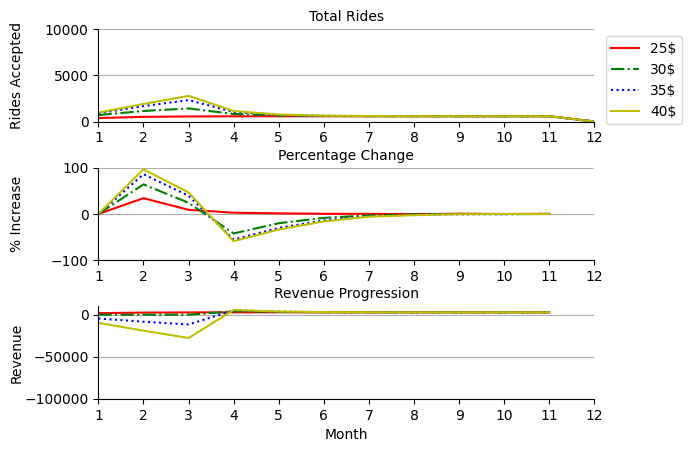 Total Rides
Rides Accepted
10000
5000
0
1 2 3 4 5 6 7 8 9 10 11 12
25$
30$
35$
40$
Percentage Change
% Increase
100
0
−100
1 2 3 4 5 6 7 8 9 10 11 12
Revenue Progression
Revenue
0
−50000
−100000
1 2 3 4 5 6 7 8 9 10 11 12
Month